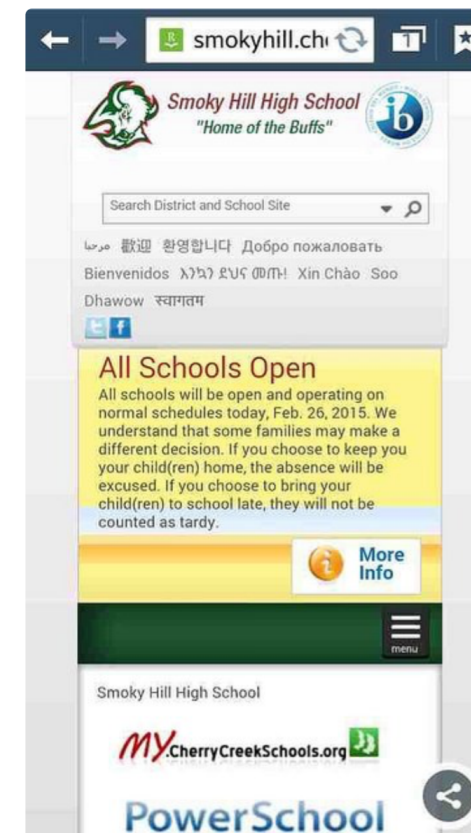 smokyhill.ch
1
Smoky Hill High School
"Home of the Buffs"
ib
Search District and School Site
مرحبا 歡迎 환영합니다 Добро пожаловать
Bienvenidos እንኳን ደህና መጡ! Xin Chào Soo
Dhawow स्वागतम
All Schools Open
All schools will be open and operating on
normal schedules today, Feb. 26, 2015. We
understand that some families may make a
different decision. If you choose to keep you
your child(ren) home, the absence will be
excused. If you choose to bring your
child(ren) to school late, they will not be
counted as tardy.
More
Info
menu
Smoky Hill High School
MY.CherryCreekSchools.org
PowerSchool